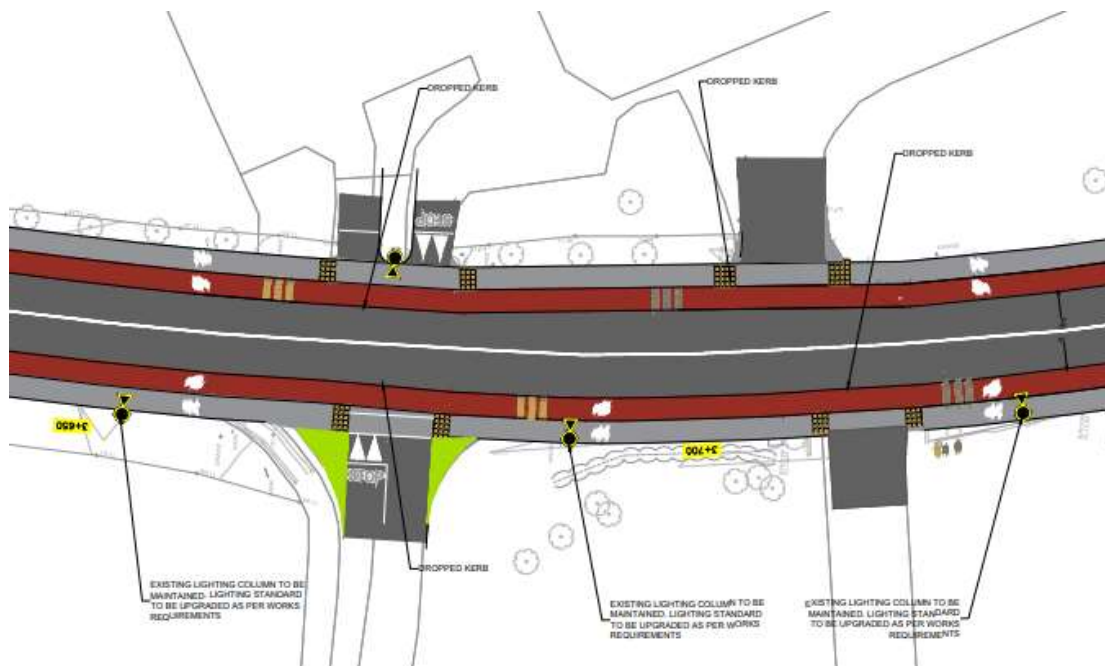 DROPPED KERB
DROPPED KERB
DROPPED KERB
STOP
3+650
3+700
STOP
DROPPED KERB
EXISTING LIGHTING COLUMN TO BE
MAINTAINED. LIGHTING STANDARD
TO BE UPGRADED AS PER WORKS
REQUIREMENTS
EXISTING LIGHTING COLUMN TO BE
MAINTAINED. LIGHTING STANDARD
TO BE UPGRADED AS PER WORKS
REQUIREMENTS
EXISTING LIGHTING COLUMN TO BE
MAINTAINED. LIGHTING STANDARD
TO BE UPGRADED AS PER WORKS
REQUIREMENTS